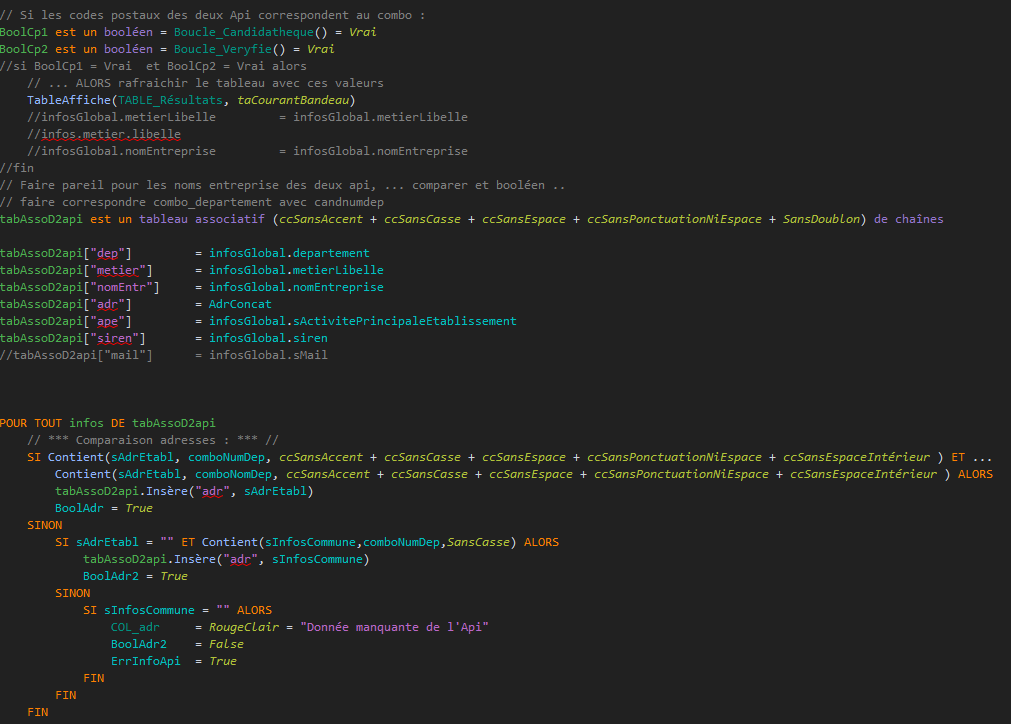 // Si les codes postaux des deux Api correspondent au combo :
BoolCp1 est un booléen = Boucle_Candidatheque() = Vrai
BoolCp2 est un booléen = Boucle_Veryfie() = Vrai
//si BoolCp1 = Vrai  et BoolCp2 = Vrai alors
    // ... ALORS rafraichir le tableau avec ces valeurs
    TableAffiche(TABLE_Résultats, taCourantBandeau)
    //infosGlobal.metierLibelle         = infosGlobal.metierLibelle
    //infos.metier.libelle
    //infosGlobal.nomEntreprise         = infosGlobal.nomEntreprise
//fin
// Faire pareil pour les noms entreprise des deux api, ... comparer et booléen ..
// faire correspondre combo_departement avec candnumdep
tabAssoD2api est un tableau associatif (ccSansAccent + ccSansCasse + ccSansEspace + ccSansPonctuationNiEspace + SansDoublon) de chaînes
tabAssoD2api["dep"]         = infosGlobal.departement
tabAssoD2api["metier"]      = infosGlobal.metierLibelle
tabAssoD2api["nomEntr"]     = infosGlobal.nomEntreprise
tabAssoD2api["adr"]         = AdrConcat
tabAssoD2api["ape"]         = infosGlobal.sActivitePrincipaleEtablissement
tabAssoD2api["siren"]       = infosGlobal.siren
//tabAssoD2api["mail"]      = infosGlobal.sMail
POUR TOUT infos DE tabAssoD2api
    // *** Comparaison adresses : *** //
    SI Contient(sAdrEtabl, comboNumDep, ccSansAccent + ccSansCasse + ccSansEspace + ccSansPonctuationNiEspace + ccSansEspaceIntérieur ) ET ...
        Contient(sAdrEtabl, comboNomDep, ccSansAccent + ccSansCasse + ccSansEspace + ccSansPonctuationNiEspace + ccSansEspaceIntérieur ) ALORS
        tabAssoD2api.Insère("adr", sAdrEtabl)
        BoolAdr = True
    SINON
        SI sAdrEtabl = "" ET Contient(sInfosCommune,comboNumDep,SansCasse) ALORS
            tabAssoD2api.Insère("adr", sInfosCommune)
            BoolAdr2 = True
        SINON
            SI sInfosCommune = "" ALORS
                COL_adr     = RougeClair = "Donnée manquante de l'Api"
                BoolAdr2    = False
                ErrInfoApi  = True
            FIN
        FIN
    FIN